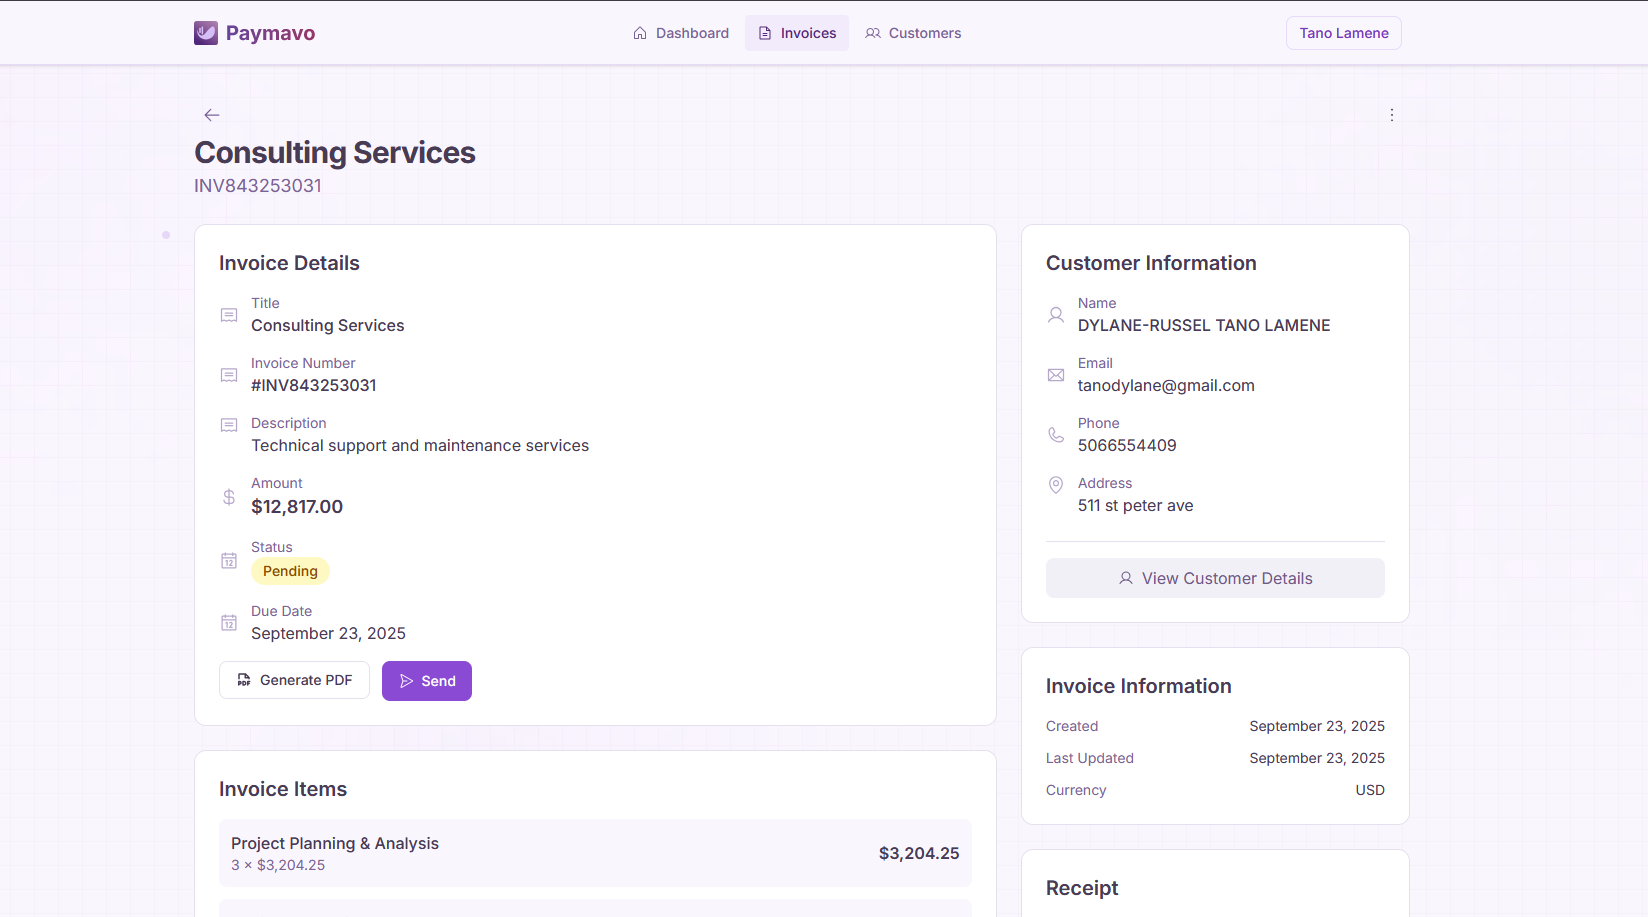 Paymavo
Dashboard
Invoices
Customers
Tano Lamene
Consulting Services
INV843253031
Invoice Details
Title
Consulting Services
Invoice Number
#INV843253031
Description
Technical support and maintenance services
Amount
$12,817.00
Status
Pending
Due Date
September 23, 2025
Generate PDF
Send
Invoice Items
Project Planning & Analysis
3 × $3,204.25
$3,204.25
Customer Information
Name
DYLANE-RUSSEL TANO LAMENE
Email
tanodylane@gmail.com
Phone
5066554409
Address
511 st peter ave
View Customer Details
Invoice Information
Created September 23, 2025
Last Updated September 23, 2025
Currency USD
Receipt